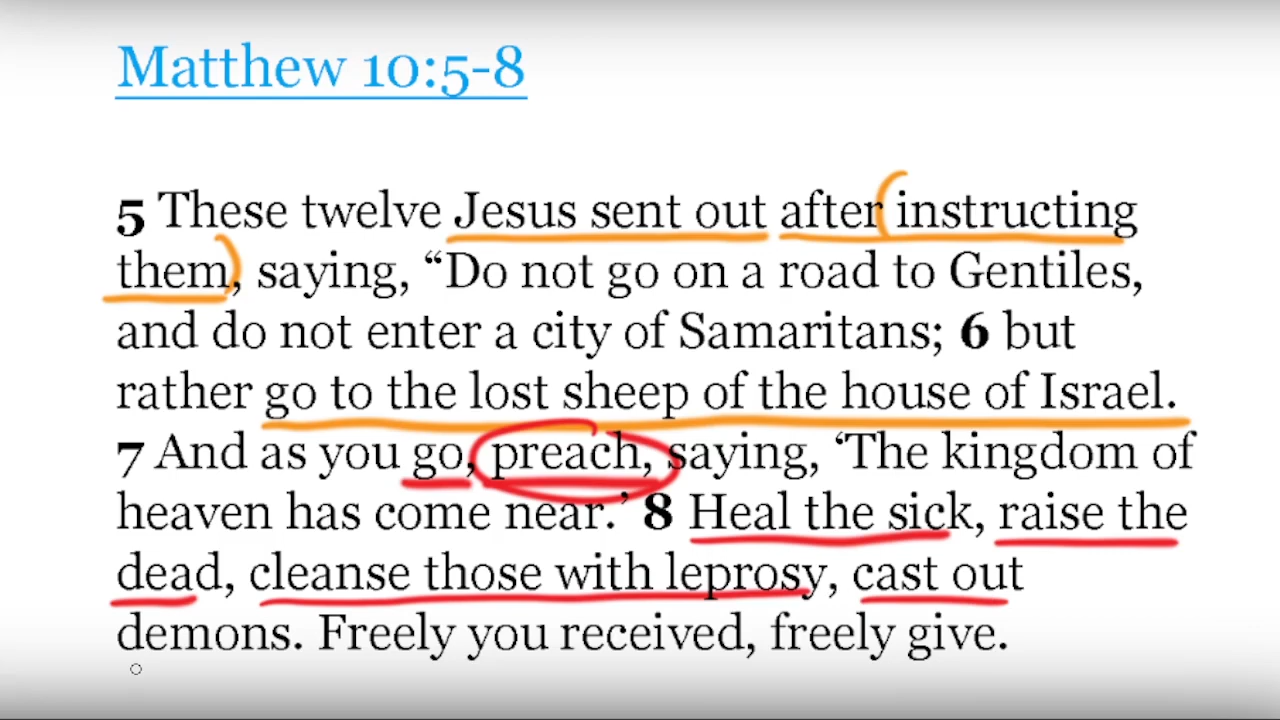 Matthew 10:5-8
5 These twelve Jesus sent out after instructing
them, saying, “Do not go on a road to Gentiles,
and do not enter a city of Samaritans; 6 but
rather go to the lost sheep of the house of Israel.
7 And as you go, preach, saying, ‘The kingdom of
heaven has come near.’ 8 Heal the sick, raise the
dead, cleanse those with leprosy, cast out
demons. Freely you received, freely give.